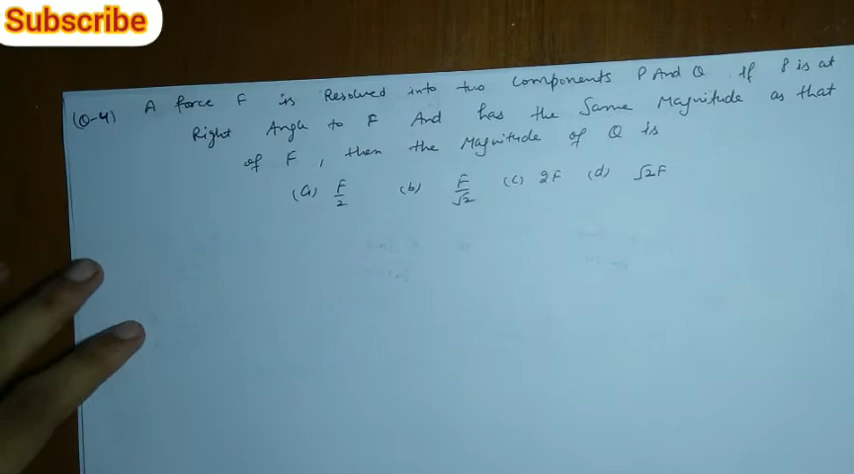 Subscribe
(Q-4) A force F is Resolved into two components P And Q. If P is at
Right Angle to F And has the Same Magnitude as that
of F, then the Magnitude of Q is
(a) F/2 (b) F/√2 (c) 2F (d) √2F